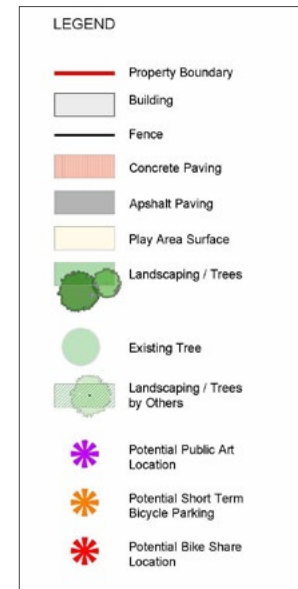 LEGEND
Property Boundary
Building
Fence
Concrete Paving
Apshalt Paving
Play Area Surface
Landscaping / Trees
Existing Tree
Landscaping / Trees
by Others
Potential Public Art
Location
Potential Short Term
Bicycle Parking
Potential Bike Share
Location